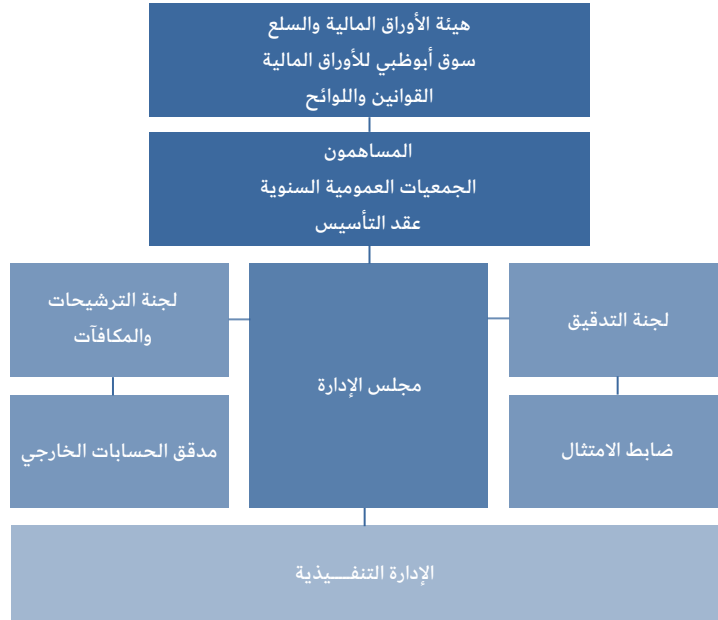 هيئة الأوراق المالية والسلع
سوق أبوظبي للأوراق المالية
القوانين واللوائح
المساهمون
الجمعيات العمومية السنوية
عقد التأسيس
لجنة التدقيق
مجلس الإدارة
لجنة الترشيحات
والمكافآت
ضابط الامتثال
مدقق الحسابات الخارجي
الإدارة التنفـــيذية